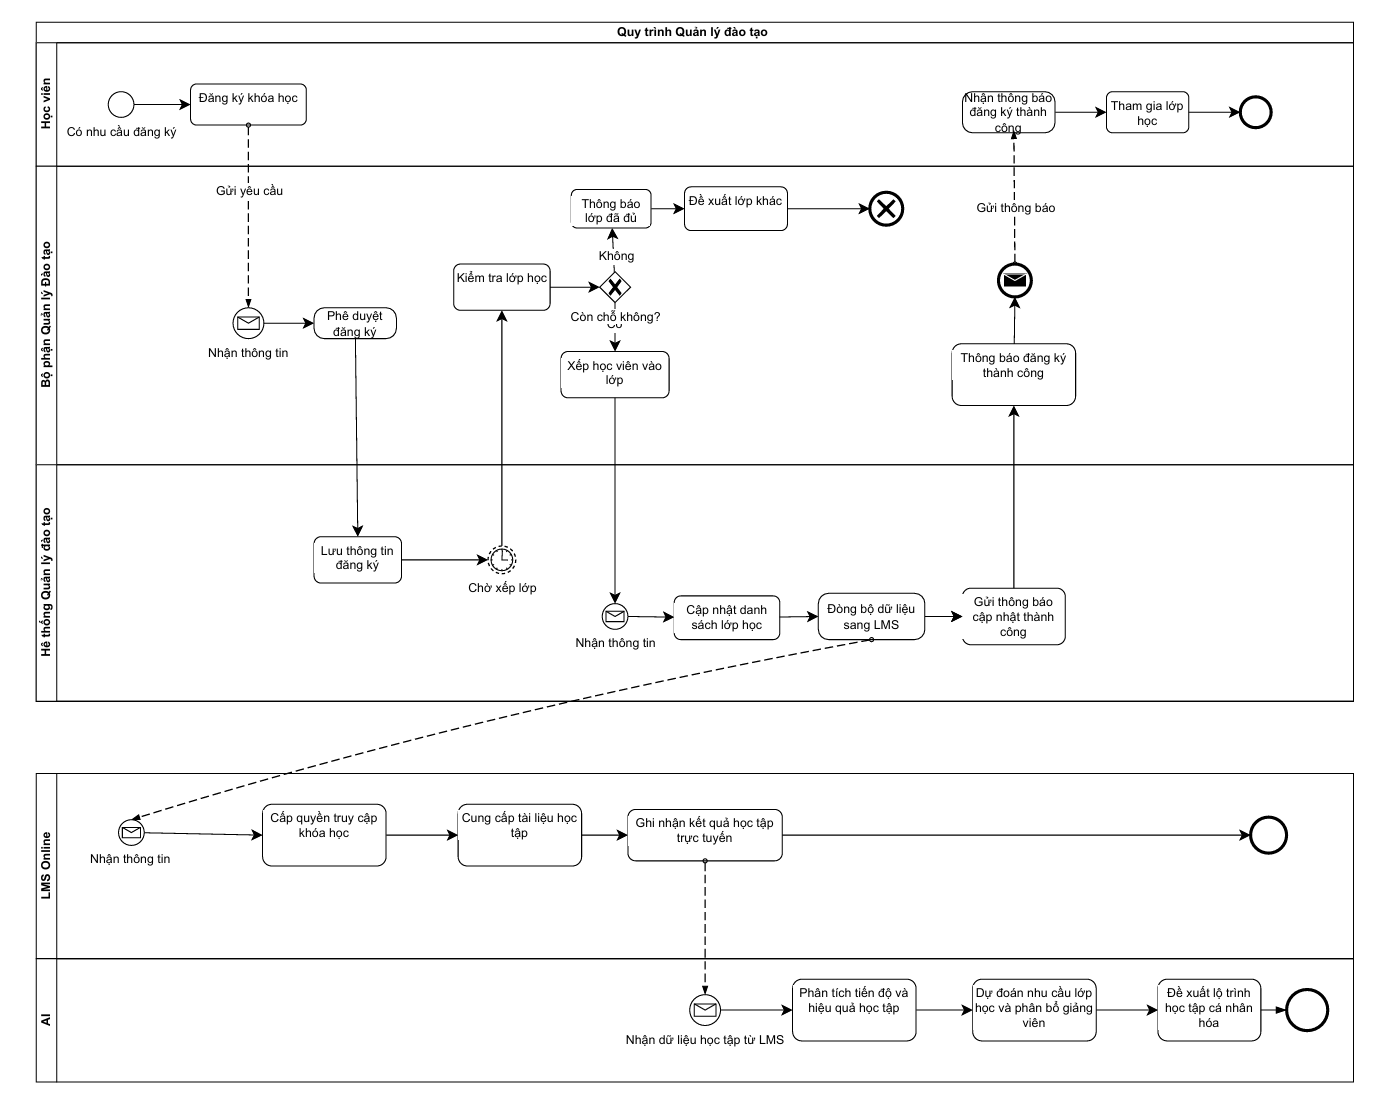 Quy trình Quản lý đào tạo
Học viên
Có nhu cầu đăng ký
Đăng ký khóa học
Nhận thông báo
đăng ký thành
công
Tham gia lớp
học
Bộ phận Quản lý Đào tạo
Gửi yêu cầu
Nhận thông tin
Phê duyệt
đăng ký
Kiểm tra lớp học
Thông báo
lớp đã đủ
Đề xuất lớp khác
Không
Còn chỗ không?
Có
Xếp học viên vào
lớp
Gửi thông báo
Thông báo đăng ký
thành công
Hê thống Quản lý đào tạo
Lưu thông tin
đăng ký
Chờ xếp lớp
Nhận thông tin
Cập nhật danh
sách lớp học
Đòng bộ dữ liệu
sang LMS
Gửi thông báo
cập nhật thành
công
LMS Online
Nhận thông tin
Cấp quyền truy cập
khóa học
Cung cấp tài liệu học
tập
Ghi nhận kết quả học tập
trực tuyến
AI
Nhận dữ liệu học tập từ LMS
Phân tích tiến độ và
hiệu quả học tập
Dự đoán nhu cầu lớp
học và phân bổ giảng
viên
Đề xuất lộ trình
học tập cá nhân
hóa